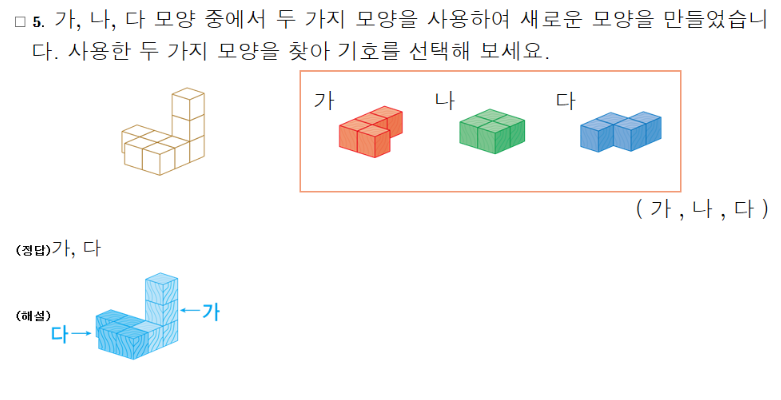 □ 5. 가, 나, 다 모양 중에서 두 가지 모양을 사용하여 새로운 모양을 만들었습니
다. 사용한 두 가지 모양을 찾아 기호를 선택해 보세요.
가 나 다
( 가 , 나 , 다 )
(정답)가, 다
(해설)
가
다